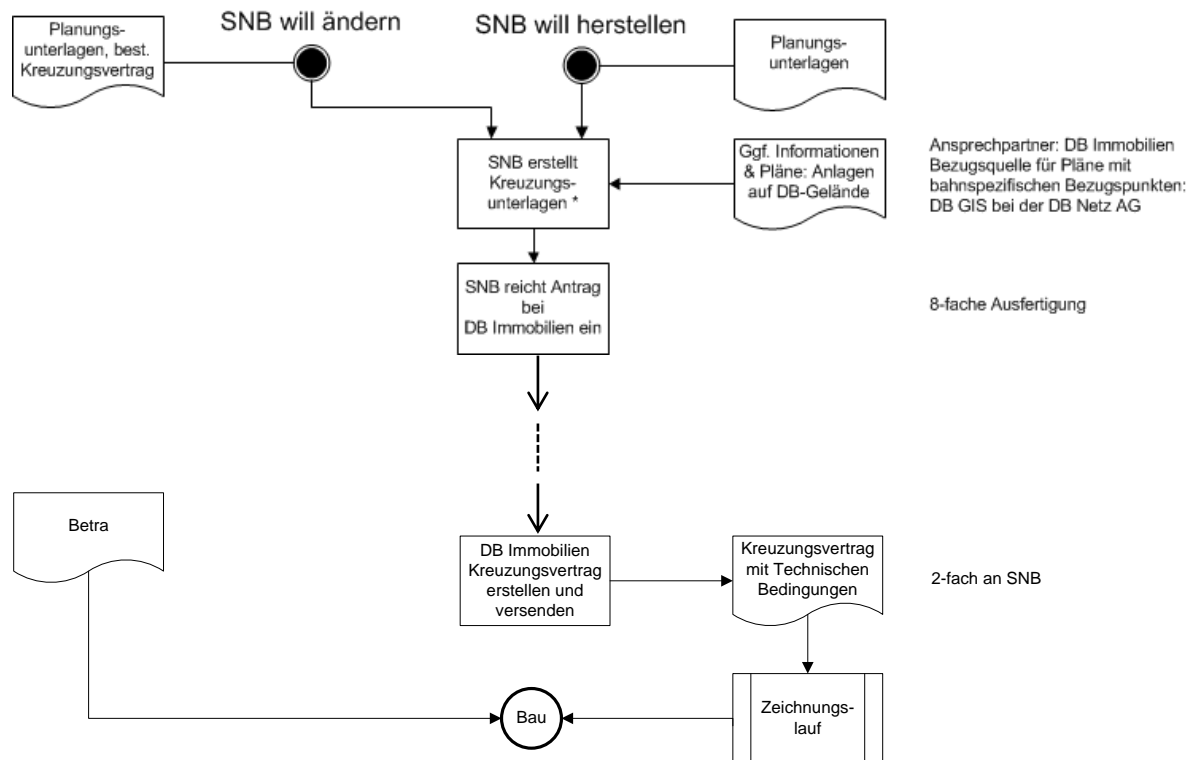 SNB will ändern
SNB will herstellen
Planungs-
unterlagen, best.
Kreuzungsvertrag
Planungs-
unterlagen
SNB erstellt
Kreuzungs-
unterlagen *
Ggf. Informationen
& Pläne: Anlagen
auf DB-Gelände
Ansprechpartner: DB Immobilien
Bezugsquelle für Pläne mit
bahnspezifischen Bezugspunkten:
DB GIS bei der DB Netz AG
SNB reicht Antrag
bei
DB Immobilien ein
8-fache Ausfertigung
Betra
DB Immobilien
Kreuzungsvertrag
erstellen und
versenden
Kreuzungsvertrag
mit Technischen
Bedingungen
2-fach an SNB
Bau
Zeichnungs-
lauf